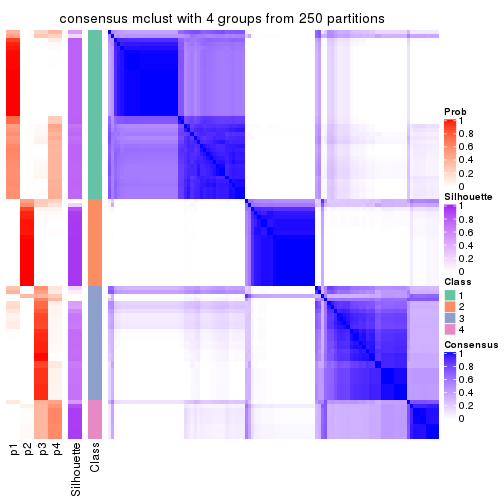 consensus mclust with 4 groups from 250 partitions
Prob
1
0.8
0.6
0.4
0.2
0
Silhouette
1
0.8
0.6
0.4
0.2
0
Class
1
2
3
4
Consensus
1
0.8
0.6
0.4
0.2
0
p1
p2
p3
p4
Silhouette
Class